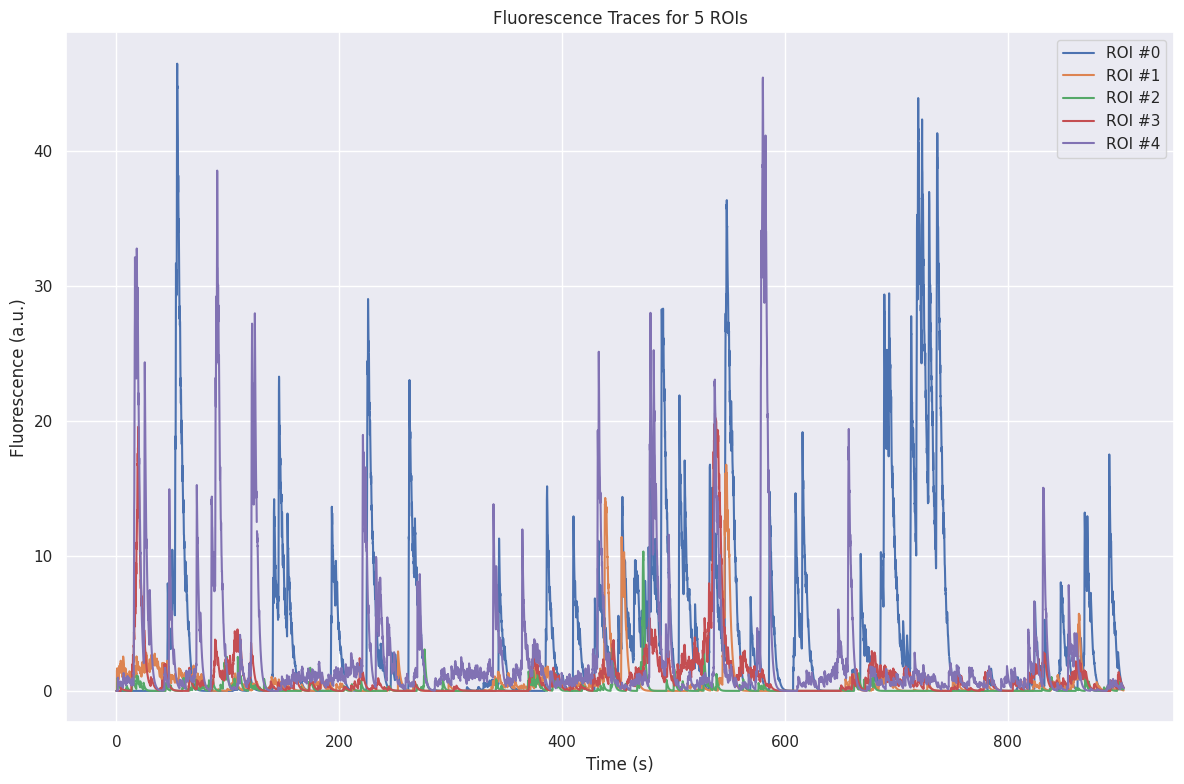 Fluorescence Traces for 5 ROIs
ROI #0
ROI #1
ROI #2
ROI #3
ROI #4
Fluorescence (a.u.)
40
30
20
10
0
0 200 400 600 800
Time (s)